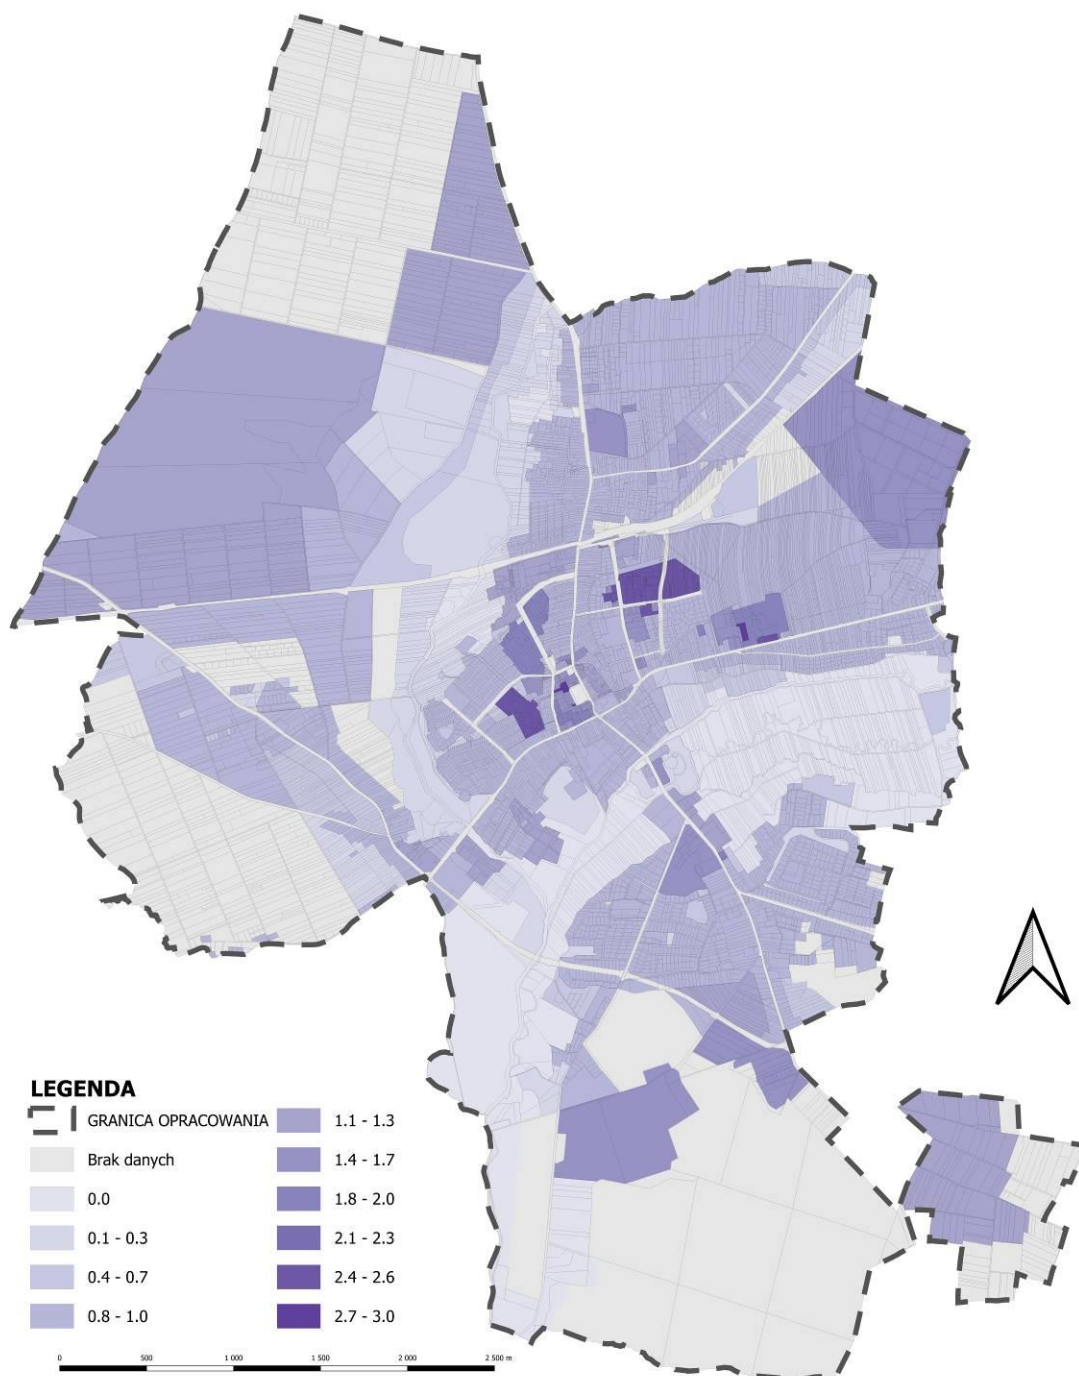 LEGENDA
GRANICA OPRACOWANIA
Brak danych
0.0
0.1 - 0.3
0.4 - 0.7
0.8 - 1.0
1.1 - 1.3
1.4 - 1.7
1.8 - 2.0
2.1 - 2.3
2.4 - 2.6
2.7 - 3.0
0 500 1 000 1 500 2 000 2 500 m